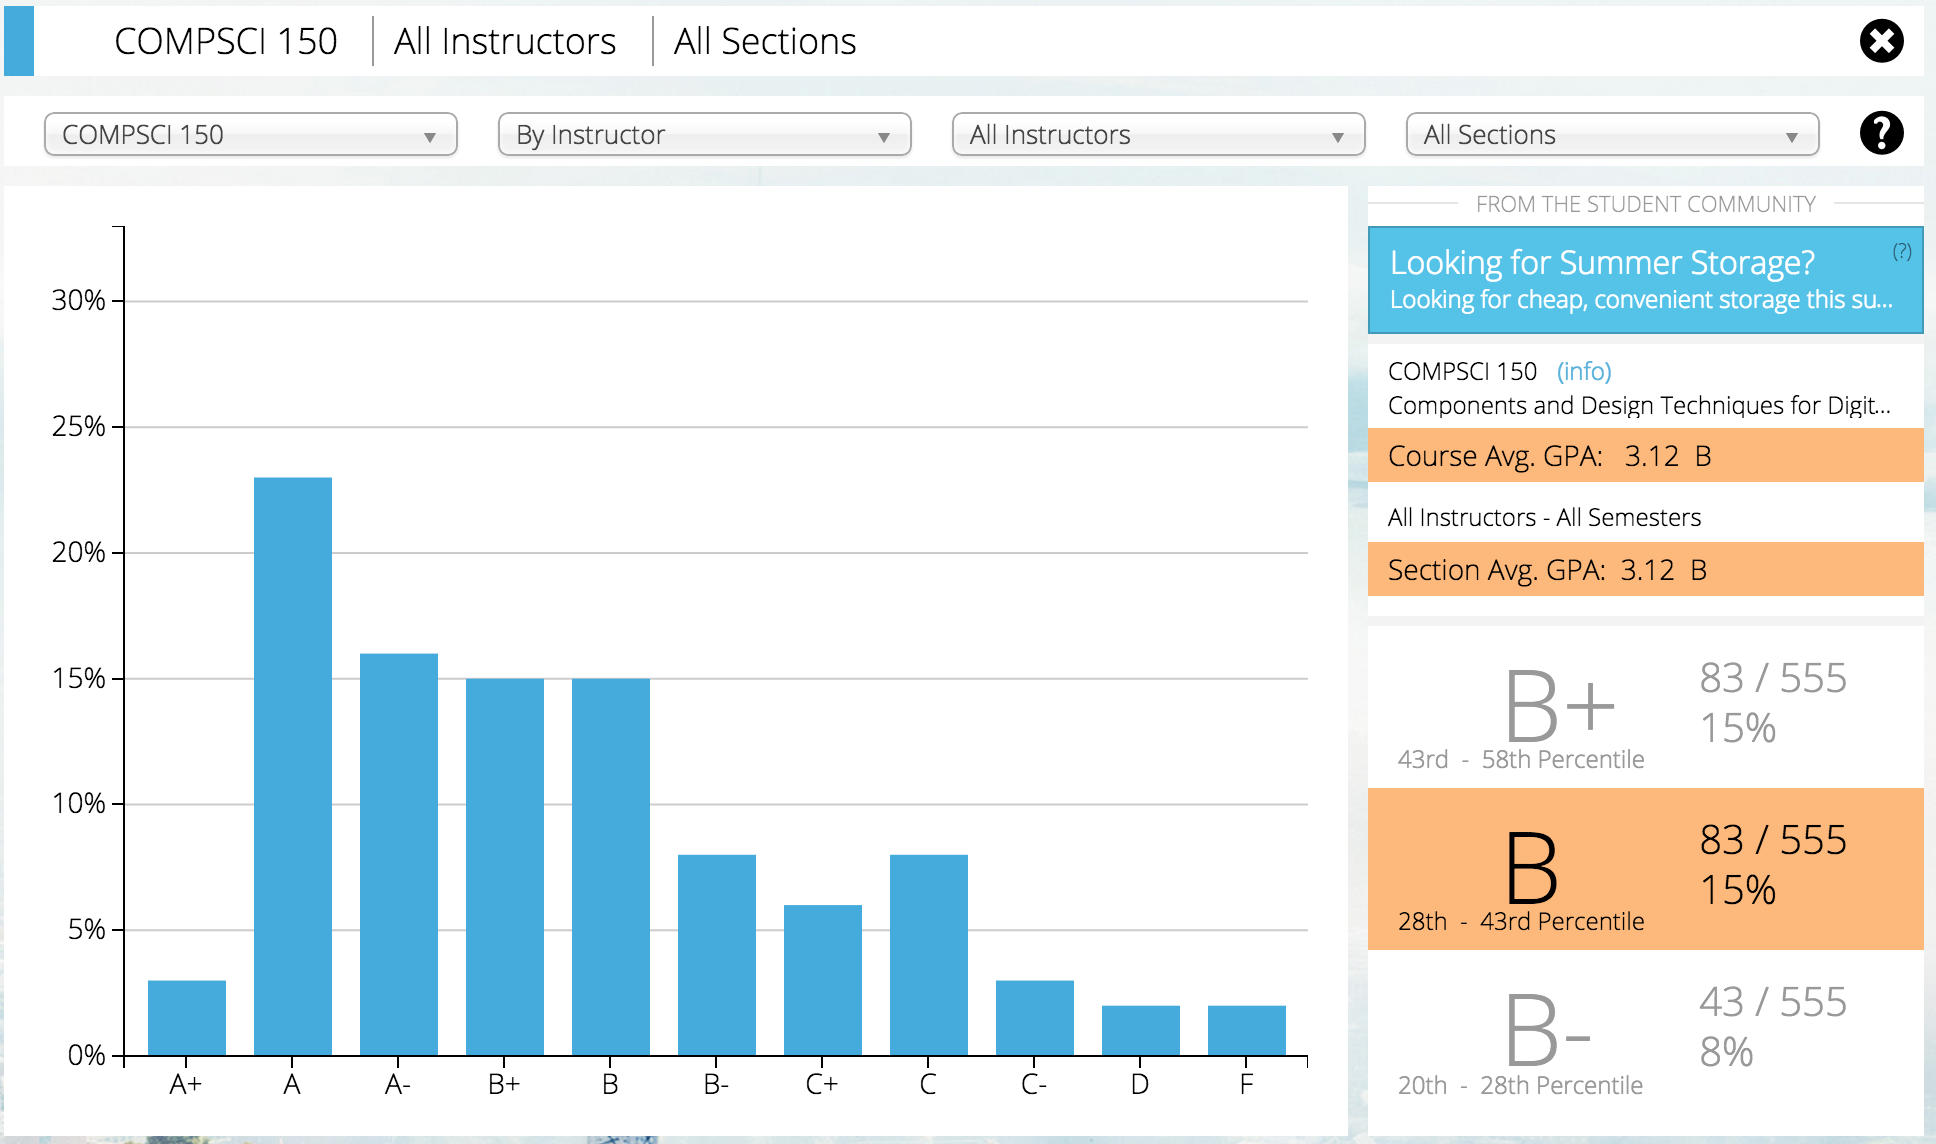 COMPSCI 150 All Instructors All Sections
COMPSCI 150 By Instructor All Instructors All Sections
?
30%
25%
20%
15%
10%
5%
0%
A+ A A- B+ B B- C+ C C- D F
FROM THE STUDENT COMMUNITY
Looking for Summer Storage? (?)
Looking for cheap, convenient storage this su...
COMPSCI 150 (info)
Components and Design Techniques for Digit...
Course Avg. GPA: 3.12 B
All Instructors - All Semesters
Section Avg. GPA: 3.12 B
B+ 83 / 555
15%
43rd - 58th Percentile
B 83 / 555
15%
28th - 43rd Percentile
B- 43 / 555
8%
20th - 28th Percentile